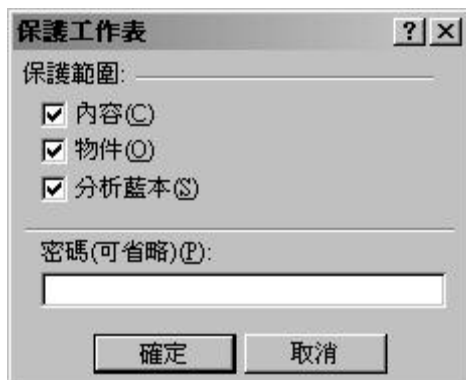 保護工作表
保護範圍:
內容(C)
物件(O)
分析藍本(S)
密碼(可省略)(P):
確定 取消